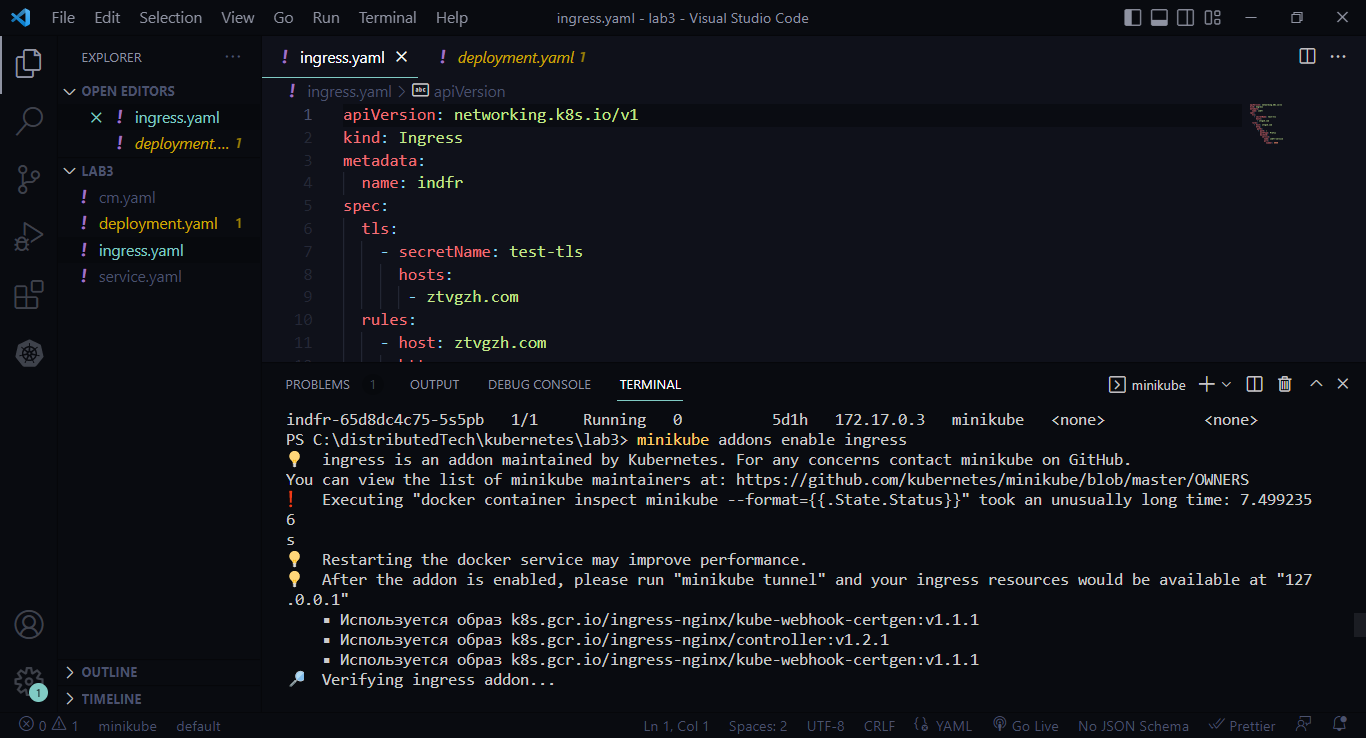 File Edit Selection View Go Run Terminal Help
ingress.yaml - lab3 - Visual Studio Code
EXPLORER
OPEN EDITORS
ingress.yaml
deployment.... 1
LAB3
cm.yaml
deployment.yaml 1
ingress.yaml
service.yaml
OUTLINE
TIMELINE
1
ingress.yaml
deployment.yaml 1
ingress.yaml > abc apiVersion
1 apiVersion: networking.k8s.io/v1
2 kind: Ingress
3 metadata:
4 name: indfr
5 spec:
6 tls:
7 - secretName: test-tls
8 hosts:
9 - ztvgzh.com
10 rules:
11 - host: ztvgzh.com
PROBLEMS 1 OUTPUT DEBUG CONSOLE TERMINAL
minikube
indfr-65d8dc4c75-5s5pb 1/1 Running 0 5d1h 172.17.0.3 minikube <none> <none>
PS C:\distributedTech\kubernetes\lab3> minikube addons enable ingress
ingress is an addon maintained by Kubernetes. For any concerns contact minikube on GitHub.
You can view the list of minikube maintainers at: https://github.com/kubernetes/minikube/blob/master/OWNERS
! Executing "docker container inspect minikube --format={{.State.Status}}" took an unusually long time: 7.499235
6
s
Restarting the docker service may improve performance.
After the addon is enabled, please run "minikube tunnel" and your ingress resources would be available at "127
.0.0.1"
▪ Используется образ k8s.gcr.io/ingress-nginx/kube-webhook-certgen:v1.1.1
▪ Используется образ k8s.gcr.io/ingress-nginx/controller:v1.2.1
▪ Используется образ k8s.gcr.io/ingress-nginx/kube-webhook-certgen:v1.1.1
Verifying ingress addon...
0 1 minikube default
Ln 1, Col 1 Spaces: 2 UTF-8 CRLF YAML Go Live No JSON Schema Prettier